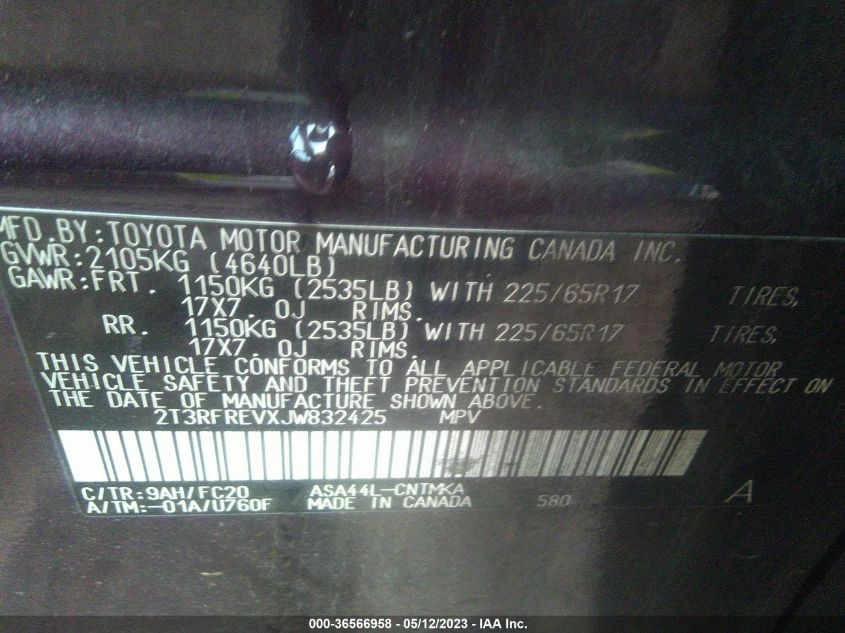 MFD. BY: TOYOTA MOTOR MANUFACTURING CANADA INC.
GVWR: 2105KG (4640LB)
GAWR: FRT. 1150KG (2535LB) WITH 225/65R17 TIRES,
17X7.0J RIMS.
RR. 1150KG (2535LB) WITH 225/65R17 TIRES,
17X7.0J RIMS.
THIS VEHICLE CONFORMS TO ALL APPLICABLE FEDERAL MOTOR
VEHICLE SAFETY AND THEFT PREVENTION STANDARDS IN EFFECT ON
THE DATE OF MANUFACTURE SHOWN ABOVE.
2T3RFREVXJW832425 MPV
C/TR: 9AH/FC20 ASA44L-CNTMKA A
A/TM: -01A/U760F MADE IN CANADA 580
000-36566958 - 05/12/2023 - IAA Inc.